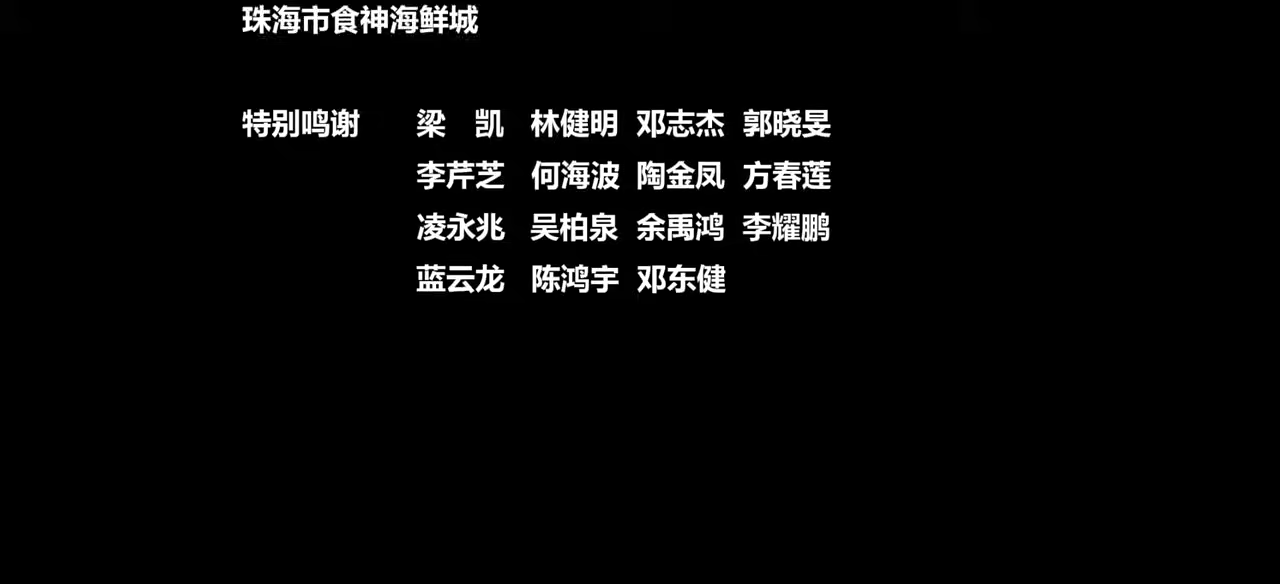 珠海市食神海鲜城
特别鸣谢 梁 凯 林健明 邓志杰 郭晓旻
李芹芝 何海波 陶金凤 方春莲
凌永兆 吴柏泉 余禹鸿 李耀鹏
蓝云龙 陈鸿宇 邓东健